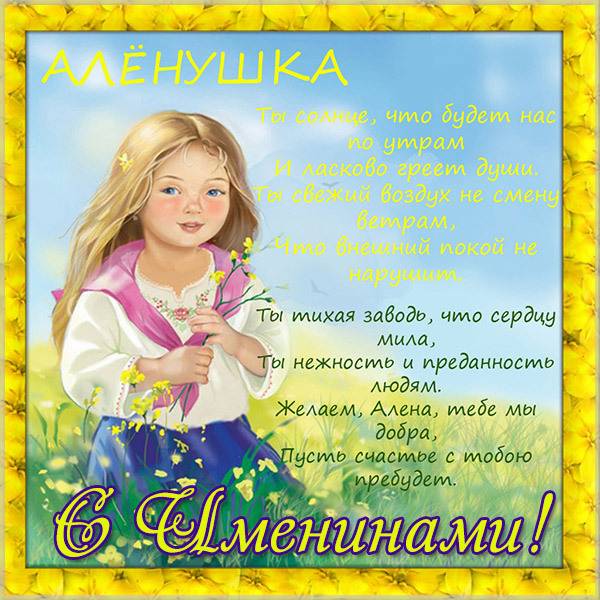 АЛЁНУШКА
Ты солнце, что будет нас
по утрам
И ласково греет души.
Ты свежий воздух не смену
ветрам,
Что внешний покой не
нарушит.
Ты тихая заводь, что сердцу
мила,
Ты нежность и преданность
людям.
Желаем, Алена, тебе мы
добра,
Пусть счастье с тобою
пребудет.
С Именинами!